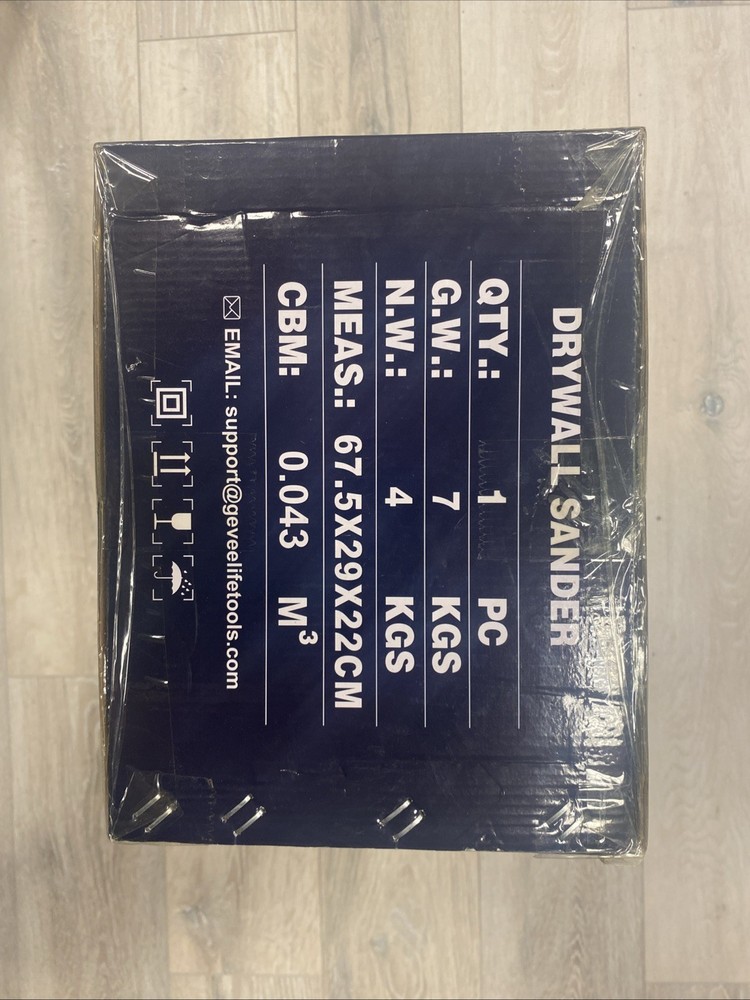 DRYWALL SANDER
QTY.: 1 PC
G.W.: 7 KGS
N.W.: 4 KGS
MEAS.: 67.5X29X22CM
CBM: 0.043 M³
EMAIL: support@geveelifetools.com